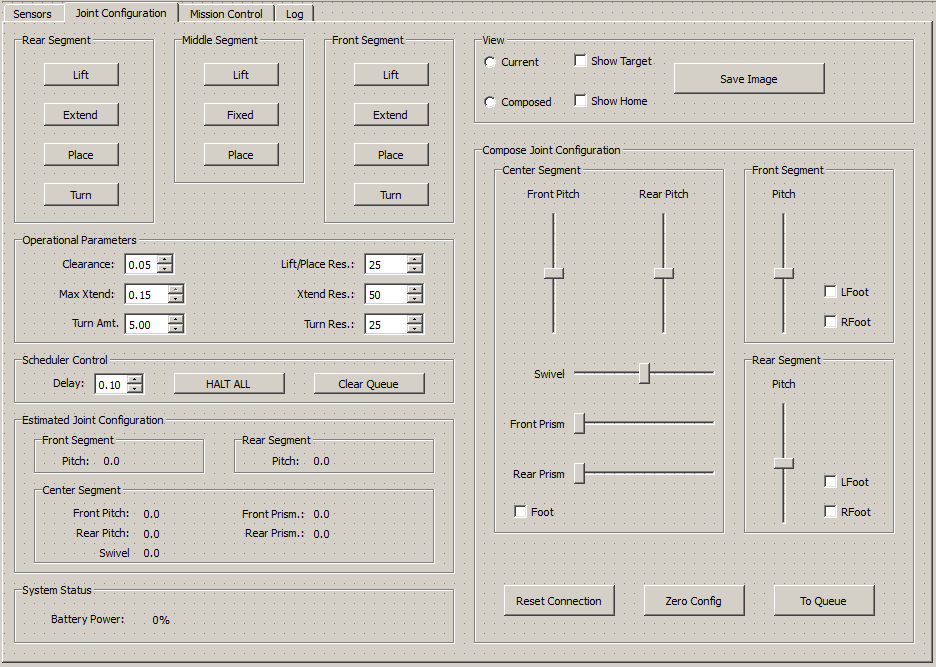 Sensors Joint Configuration Mission Control Log
Rear Segment
Lift
Extend
Place
Turn
Middle Segment
Lift
Fixed
Place
Front Segment
Lift
Extend
Place
Turn
Operational Parameters
Clearance: 0.05 Lift/Place Res.: 25
Max Xtend: 0.15 Xtend Res.: 50
Turn Amt. 5.00 Turn Res.: 25
Scheduler Control
Delay: 0.10 HALT ALL Clear Queue
Estimated Joint Configuration
Front Segment
Pitch: 0.0
Rear Segment
Pitch: 0.0
Center Segment
Front Pitch: 0.0 Front Prism.: 0.0
Rear Pitch: 0.0 Rear Prism.: 0.0
Swivel 0.0
System Status
Battery Power: 0%
View
Current Show Target
Save Image
Composed Show Home
Compose Joint Configuration
Center Segment
Front Pitch Rear Pitch
Swivel
Front Prism
Rear Prism
Foot
Front Segment
Pitch
LFoot
RFoot
Rear Segment
Pitch
LFoot
RFoot
Reset Connection Zero Config To Queue